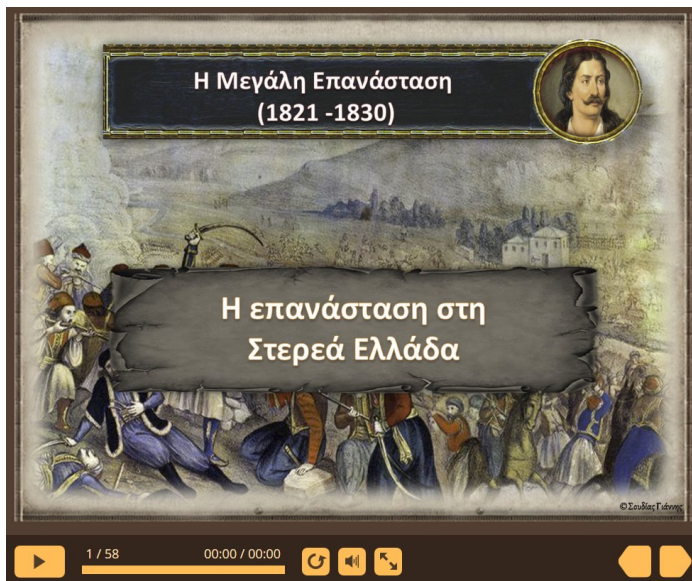 Η Μεγάλη Επανάσταση
(1821 -1830)
Η επανάσταση στη
Στερεά Ελλάδα
©Σουδίας Γιάννης
1 / 58
00:00 / 00:00